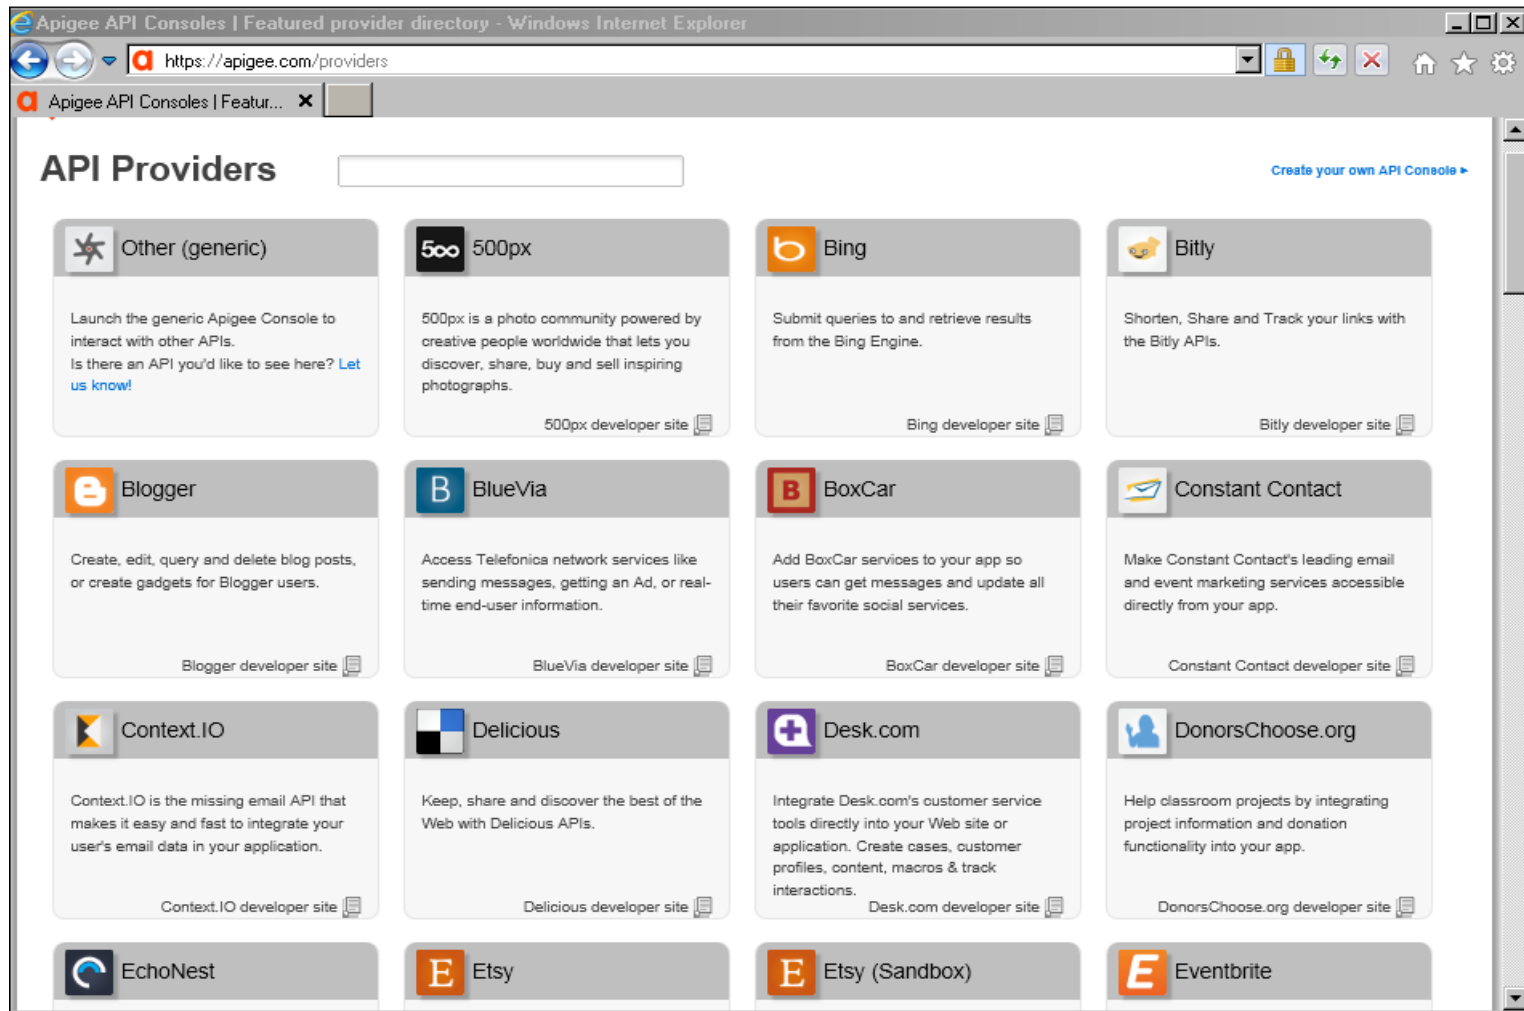 Apigee API Consoles | Featured provider directory - Windows Internet Explorer
https://apigee.com/providers
Apigee API Consoles | Featur...
API Providers
Create your own API Console
Other (generic)
Launch the generic Apigee Console to
interact with other APIs.
Is there an API you'd like to see here? Let
us know!
500px
500px is a photo community powered by
creative people worldwide that lets you
discover, share, buy and sell inspiring
photographs.
500px developer site
Bing
Submit queries to and retrieve results
from the Bing Engine.
Bing developer site
Bitly
Shorten, Share and Track your links with
the Bitly APIs.
Bitly developer site
Blogger
Create, edit, query and delete blog posts,
or create gadgets for Blogger users.
Blogger developer site
B
BlueVia
Access Telefonica network services like
sending messages, getting an Ad, or real-
time end-user information.
BlueVia developer site
B
BoxCar
Add BoxCar services to your app so
users can get messages and update all
their favorite social services.
BoxCar developer site
Constant Contact
Make Constant Contact's leading email
and event marketing services accessible
directly from your app.
Constant Contact developer site
Context.IO
Context.IO is the missing email API that
makes it easy and fast to integrate your
user's email data in your application.
Context.IO developer site
Delicious
Keep, share and discover the best of the
Web with Delicious APIs.
Delicious developer site
Desk.com
Integrate Desk.com's customer service
tools directly into your Web site or
application. Create cases, customer
profiles, content, macros & track
interactions.
Desk.com developer site
DonorsChoose.org
Help classroom projects by integrating
project information and donation
functionality into your app.
DonorsChoose.org developer site
EchoNest
E
Etsy
E
Etsy (Sandbox)
E
Eventbrite